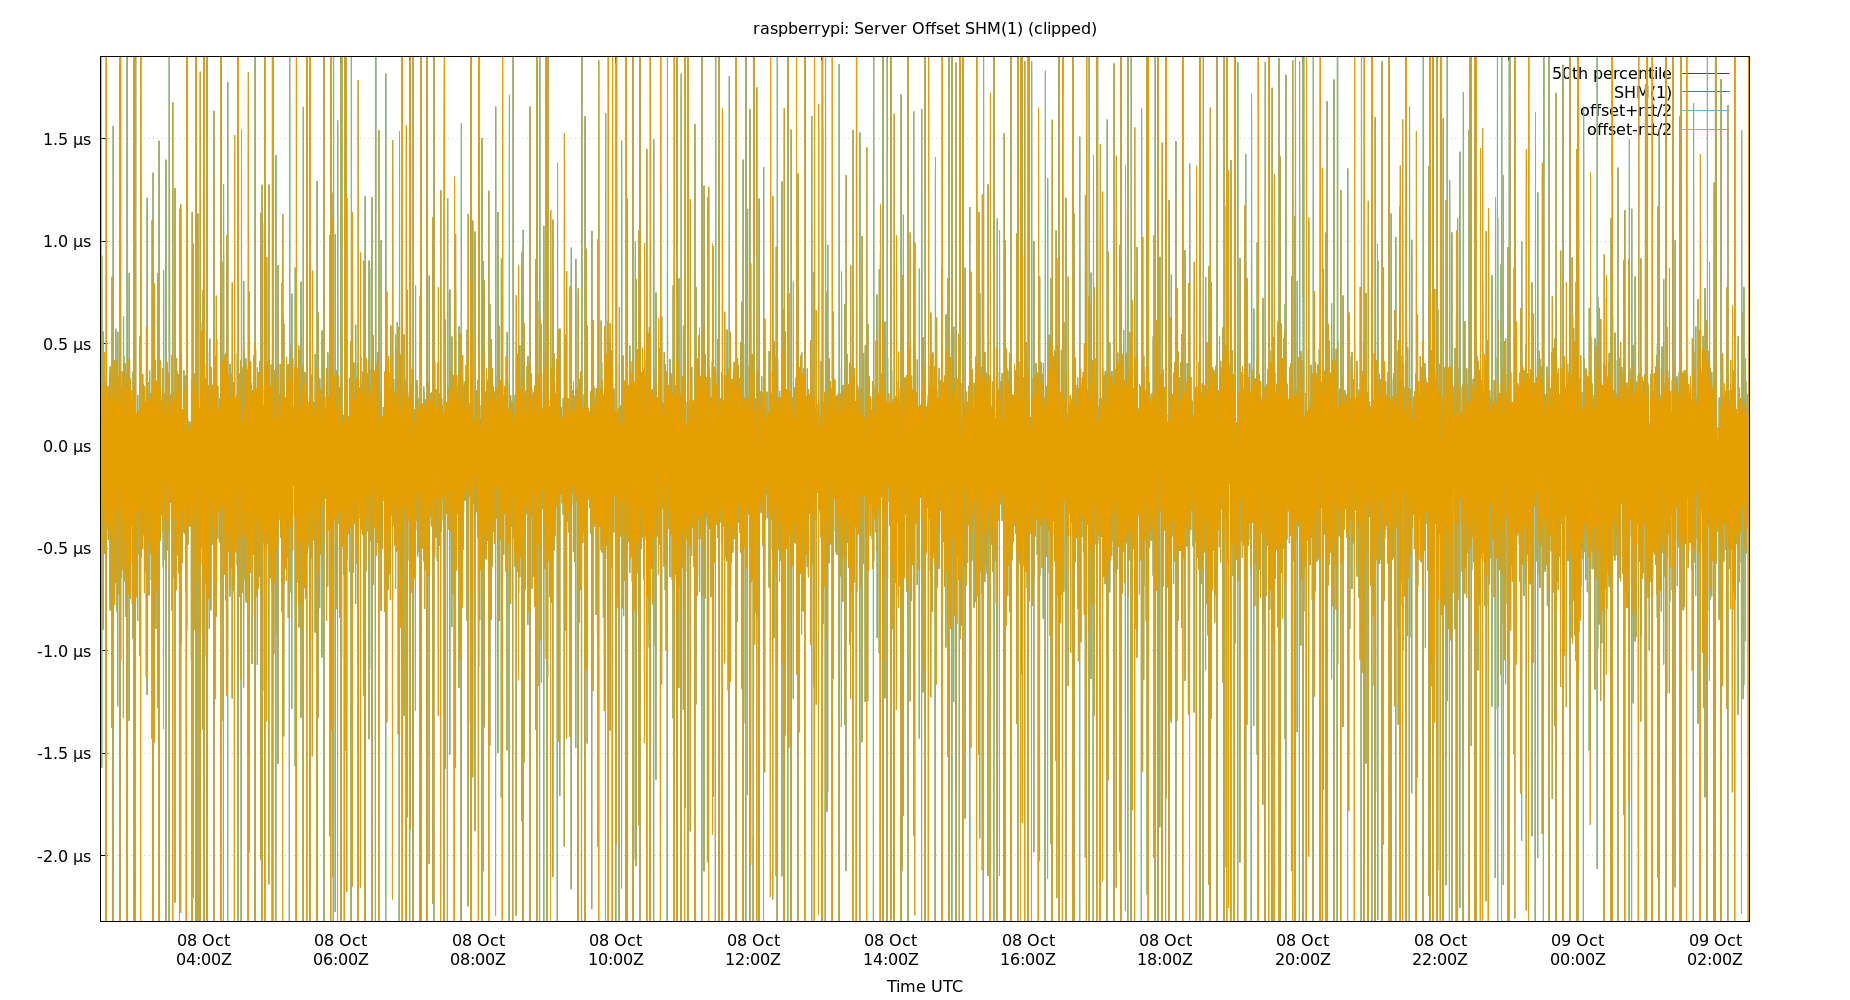 raspberrypi: Server Offset SHM(1) (clipped)
50th percentile
SHM(1)
offset+rtt/2
offset-rtt/2
1.5 µs
1.0 µs
0.5 µs
0.0 µs
-0.5 µs
-1.0 µs
-1.5 µs
-2.0 µs
08 Oct 08 Oct 08 Oct 08 Oct 08 Oct 08 Oct 08 Oct 08 Oct 08 Oct 08 Oct 09 Oct 09 Oct
04:00Z 06:00Z 08:00Z 10:00Z 12:00Z 14:00Z 16:00Z 18:00Z 20:00Z 22:00Z 00:00Z 02:00Z
Time UTC